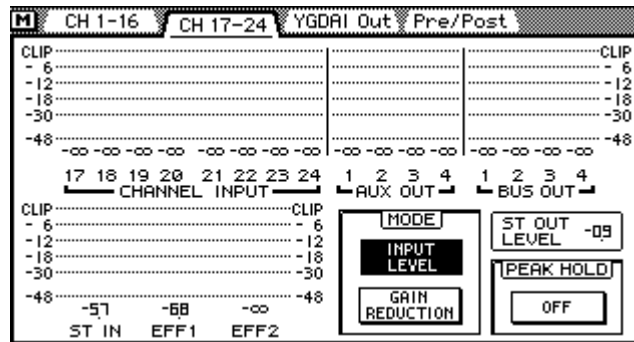 M CH 1-16 CH 17-24 YGDAI Out Pre/Post
CLIP CLIP
- 6 - 6
-12 -12
-18 -18
-30 -30
-48 -48
-∞ -∞ -∞ -∞ -∞ -∞ -∞ -∞ -∞ -∞ -∞ -∞ -∞ -∞ -∞ -∞
17 18 19 20 21 22 23 24 1 2 3 4 1 2 3 4
CHANNEL INPUT AUX OUT BUS OUT
CLIP CLIP
- 6 - 6
-12 -12
-18 -18
-30 -30
-48 -48
-57 -68 -∞
ST IN EFF1 EFF2
MODE
INPUT
LEVEL
GAIN
REDUCTION
ST OUT
LEVEL -09
PEAK HOLD
OFF